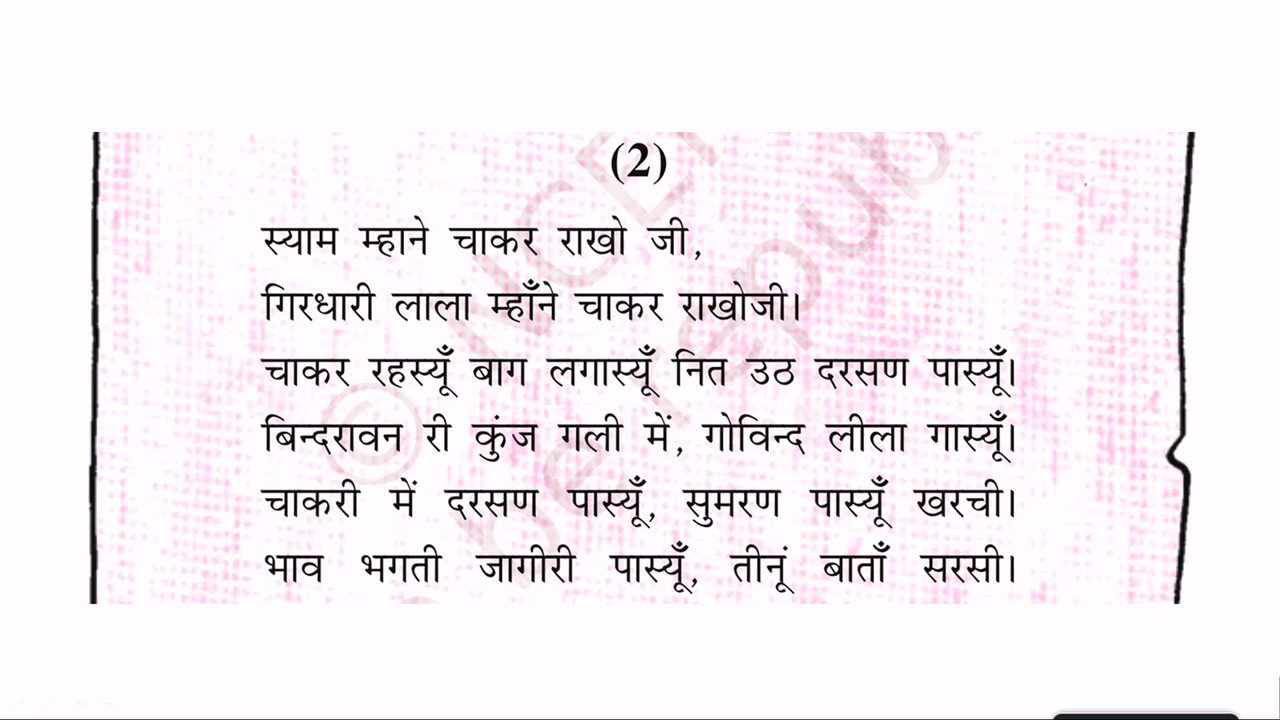 (2)
स्याम म्हाने चाकर राखो जी,
गिरधारी लाला म्हाँने चाकर राखोजी।
चाकर रहस्यूँ बाग लगास्यूँ नित उठ दरसण पास्यूँ।
बिन्दरावन री कुंज गली में, गोविन्द लीला गास्यूँ।
चाकरी में दरसण पास्यूँ, सुमरण पास्यूँ खरची।
भाव भगती जागीरी पास्यूँ, तीनूं बाताँ सरसी।